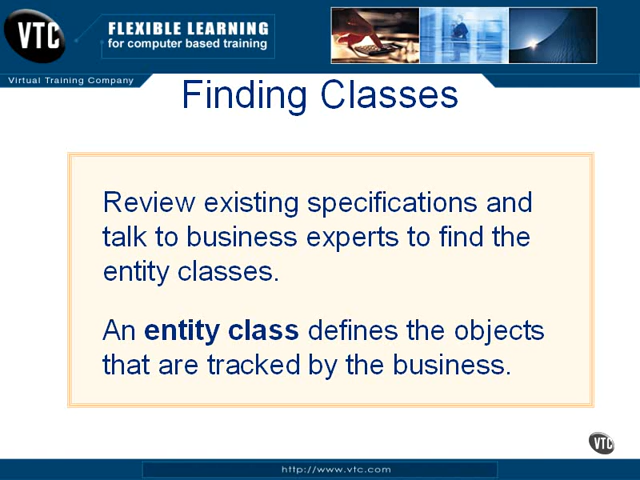 VTC
FLEXIBLE LEARNING
for computer based training
Virtual Training Company
Finding Classes
Review existing specifications and
talk to business experts to find the
entity classes.
An entity class defines the objects
that are tracked by the business.
VTC
http://www.vtc.com